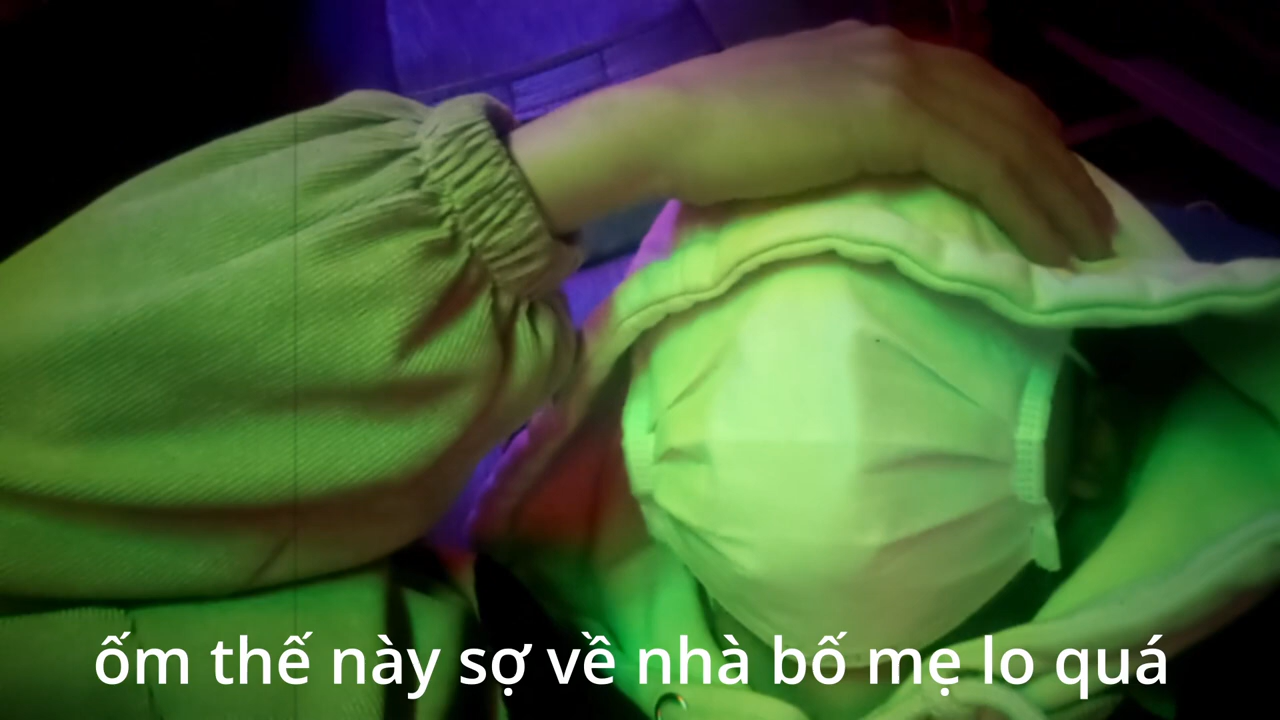 ốm thế này sợ về nhà bố mẹ lo quá